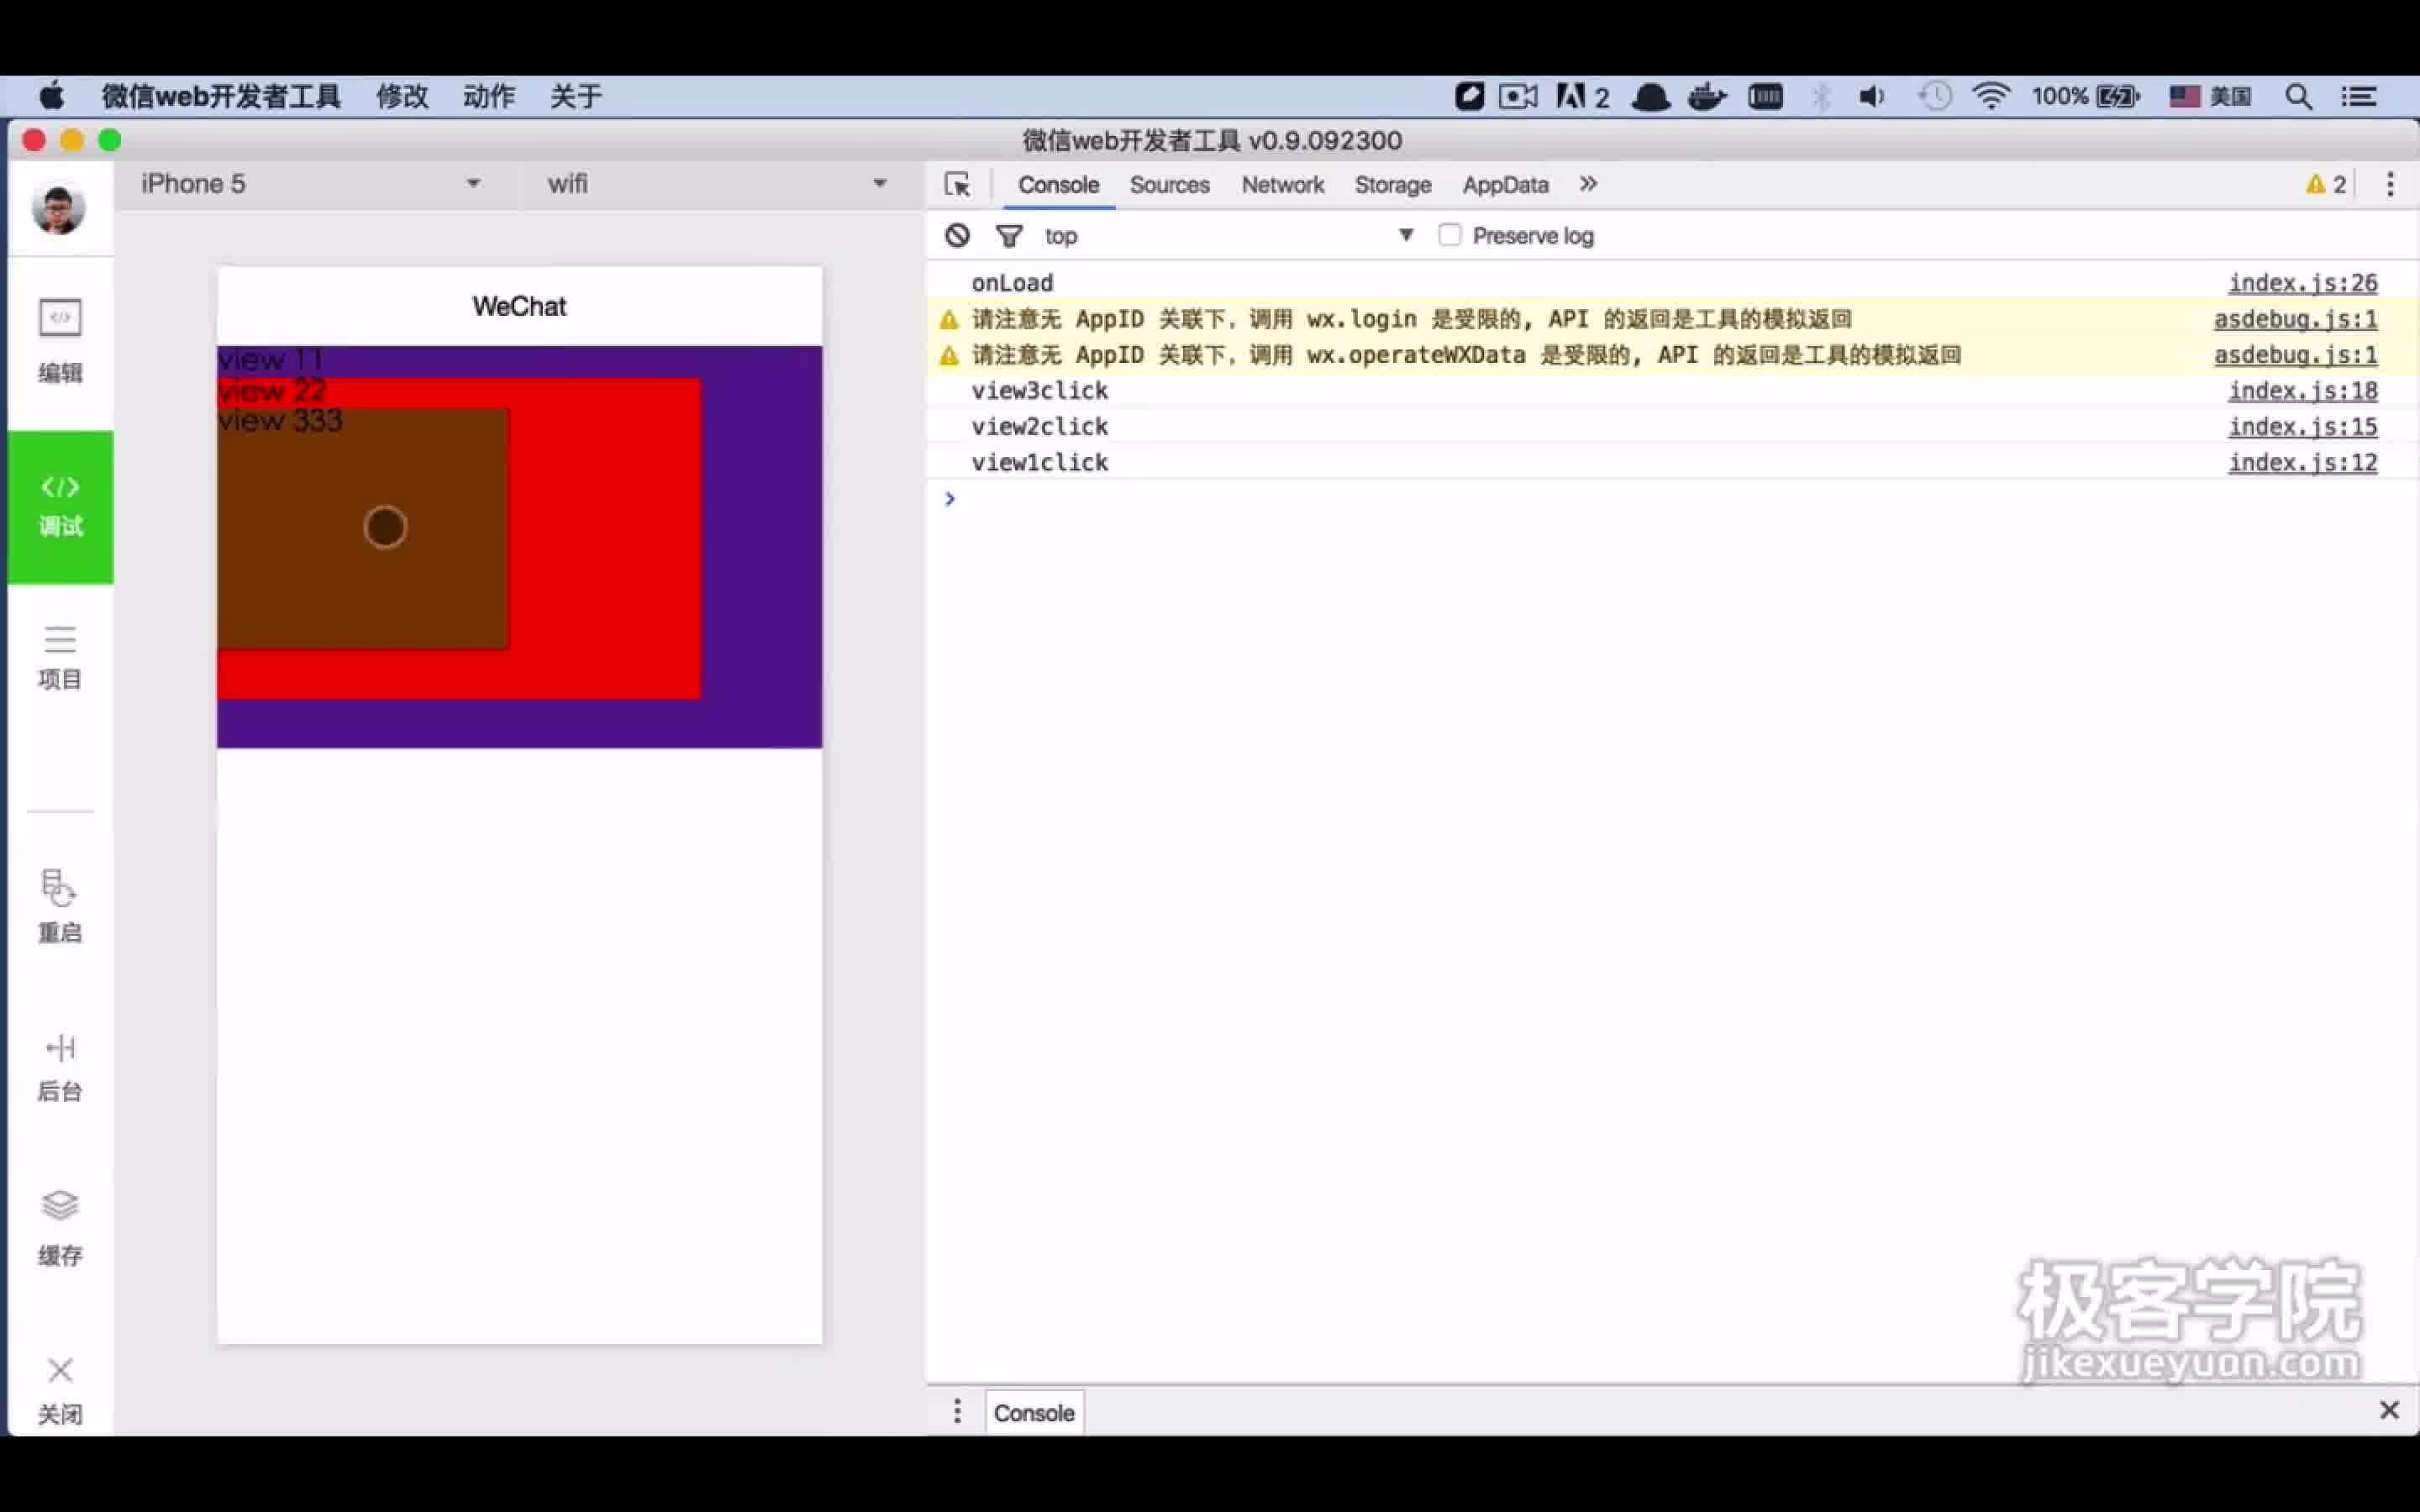 微信web开发者工具 修改 动作 关于 2 100% 美国
微信web开发者工具 v0.9.092300
iPhone 5 wifi
Console Sources Network Storage AppData » 2
top Preserve log
编辑
调试
项目
重启
后台
缓存
关闭
WeChat
view 11
view 22
view 333
onLoad index.js:26
请注意无 AppID 关联下，调用 wx.login 是受限的, API 的返回是工具的模拟返回 asdebug.js:1
请注意无 AppID 关联下，调用 wx.operateWXData 是受限的, API 的返回是工具的模拟返回 asdebug.js:1
view3click index.js:18
view2click index.js:15
view1click index.js:12
极客学院
jikexueyuan.com
Console